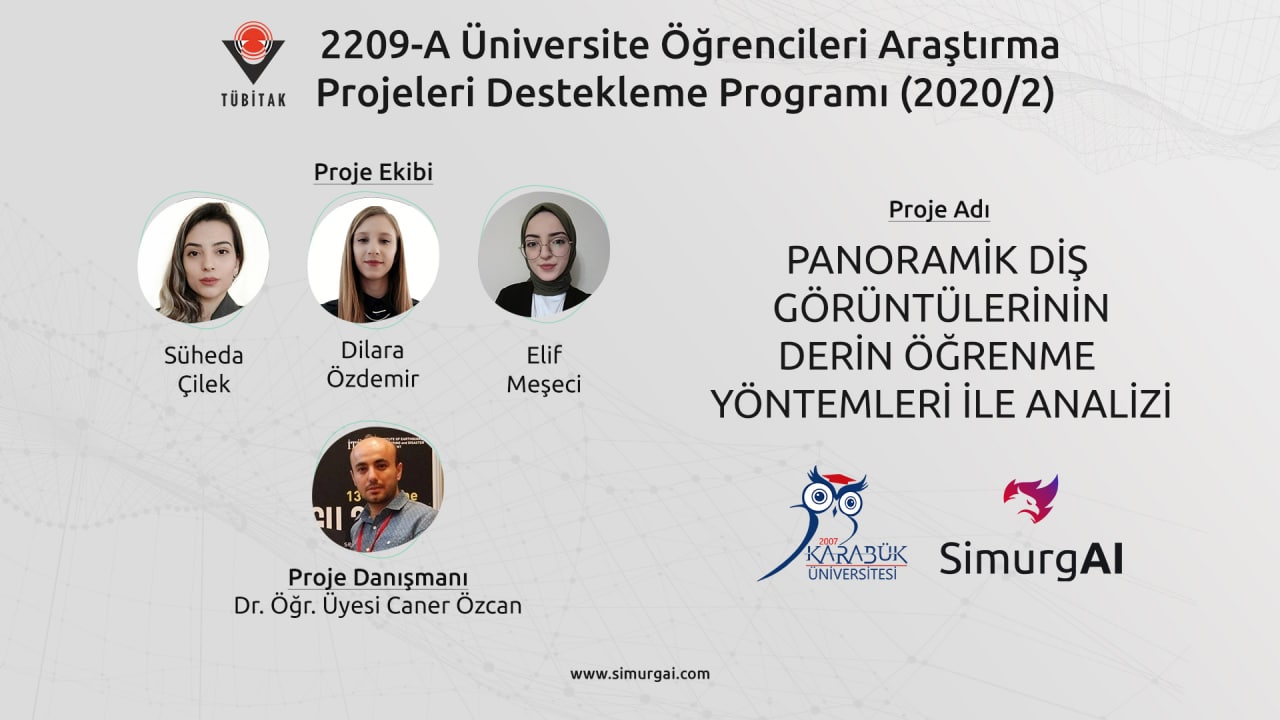 TÜBİTAK
2209-A Üniversite Öğrencileri Araştırma
Projeleri Destekleme Programı (2020/2)
Proje Ekibi
Süheda
Çilek
Dilara
Özdemir
Elif
Meşeci
Proje Danışmanı
Dr. Öğr. Üyesi Caner Özcan
Proje Adı
PANORAMİK DİŞ
GÖRÜNTÜLERİNİN
DERİN ÖĞRENME
YÖNTEMLERİ İLE ANALİZİ
2007
KARABÜK
ÜNİVERSİTESİ
SimurgAI
www.simurgai.com